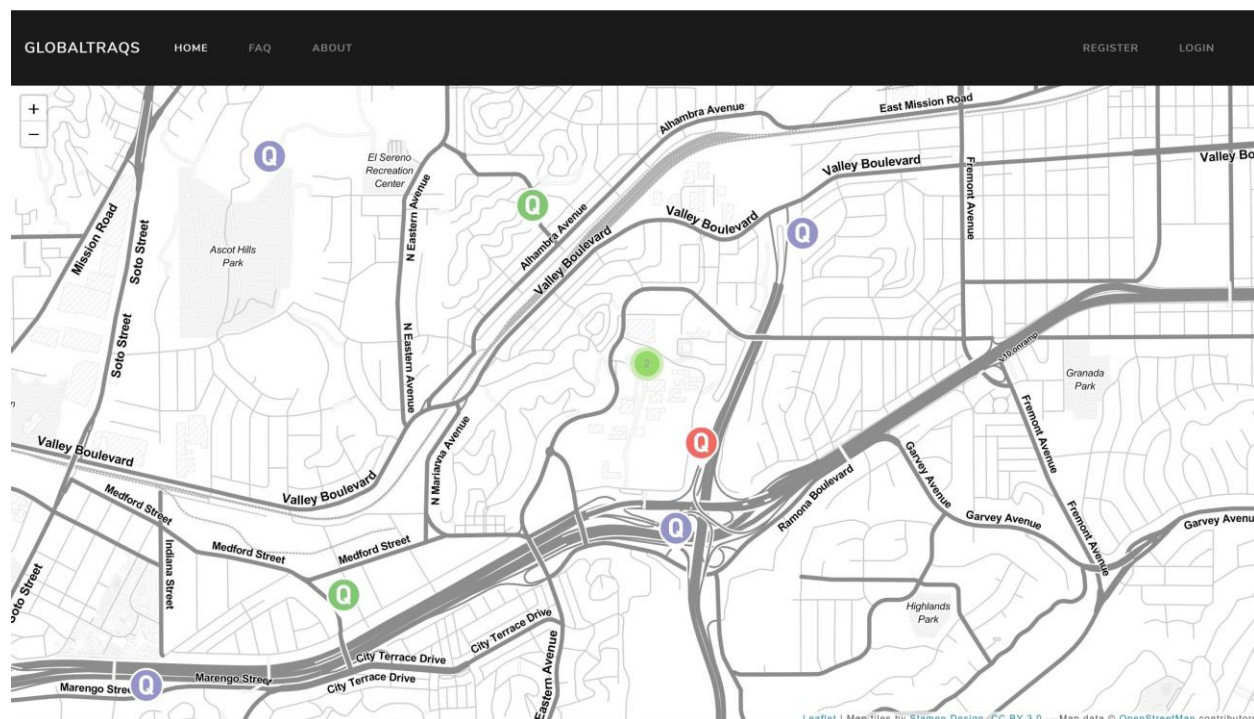 GLOBALTRAQS HOME FAQ ABOUT REGISTER LOGIN
+
−
East Mission Road
Alhambra Avenue
Q
El Sereno
Recreation
Center
Valley Boulevard
Fremont Avenue
Valley Bo
Mission Road
Soto Street
N Eastern Avenue
Q
Alhambra Avenue
Valley Boulevard
Q
Ascot Hills
Park
Valley Boulevard
Soto Street
N Eastern Avenue
2
I-10 onramp
Granada
Park
Fremont Avenue
Valley Boulevard
N Marianna Avenue
Q
Garvey Avenue
Valley Boulevard
Ramona Boulevard
Medford Street
Fremont Avenue
Garvey Avenue
Garvey Avenue
Q
Indiana Street
Medford Street
Medford Street
Soto Street
Q
Highlands
Park
City Terrace Drive
City Terrace Drive
Eastern Avenue
Marengo Street
Q
Marengo Street
City Terrace Drive
Leaflet | Map tiles by Stamen Design, CC BY 3.0 — Map data © OpenStreetMap contributors